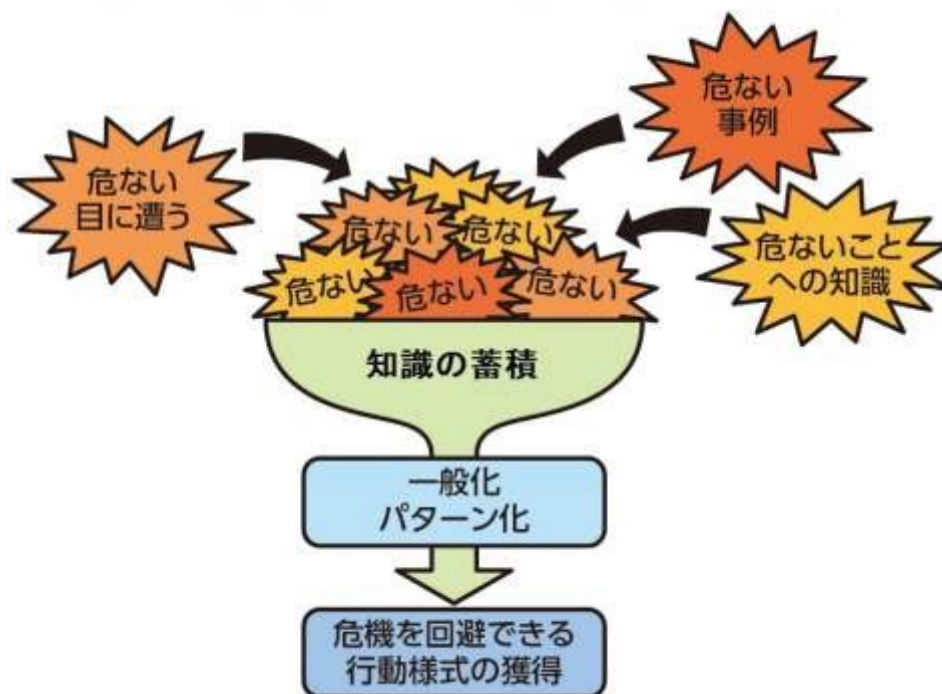 危ない
事例
危ない
目に遭う
危ないこと
への知識
危ない
危ない
危ない
危ない
危ない
知識の蓄積
一般化
パターン化
危機を回避できる
行動様式の獲得